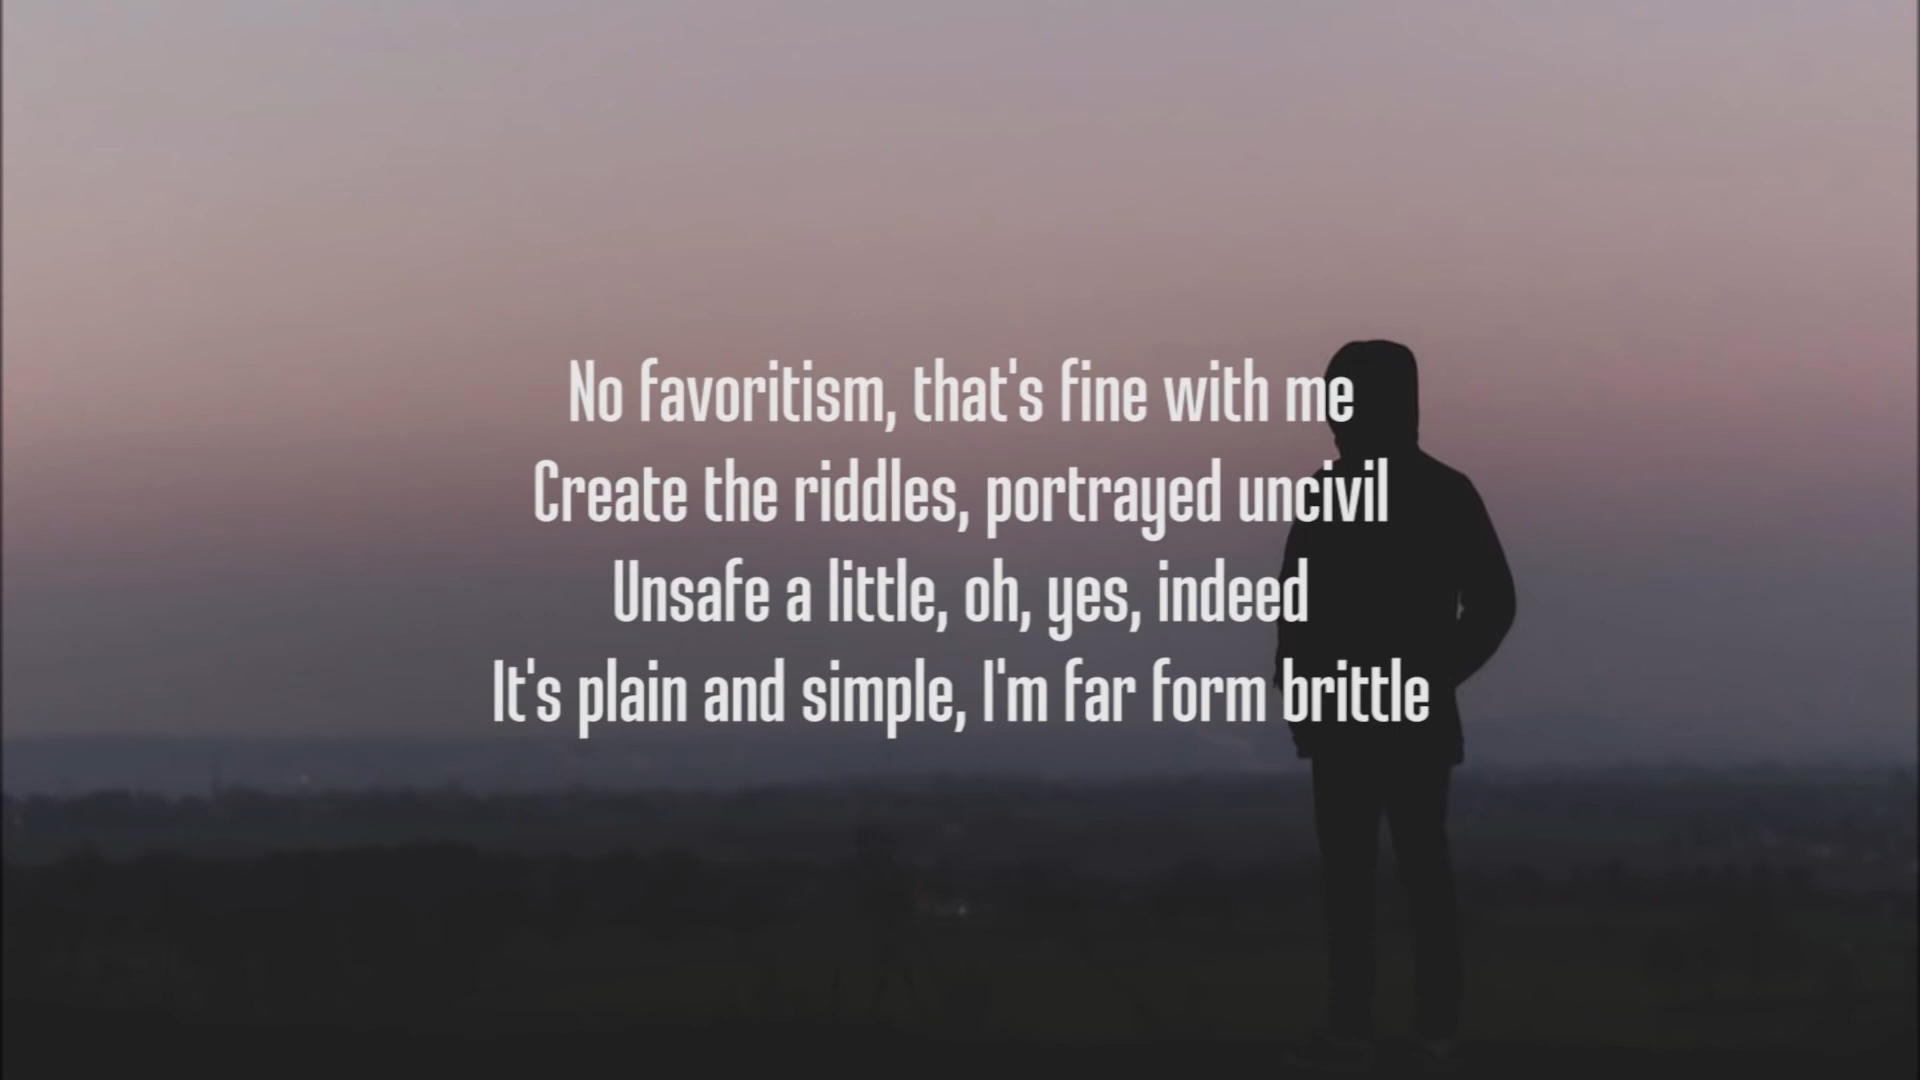 No favoritism, that's fine with me
Create the riddles, portrayed uncivil
Unsafe a little, oh, yes, indeed
It's plain and simple, I'm far form brittle